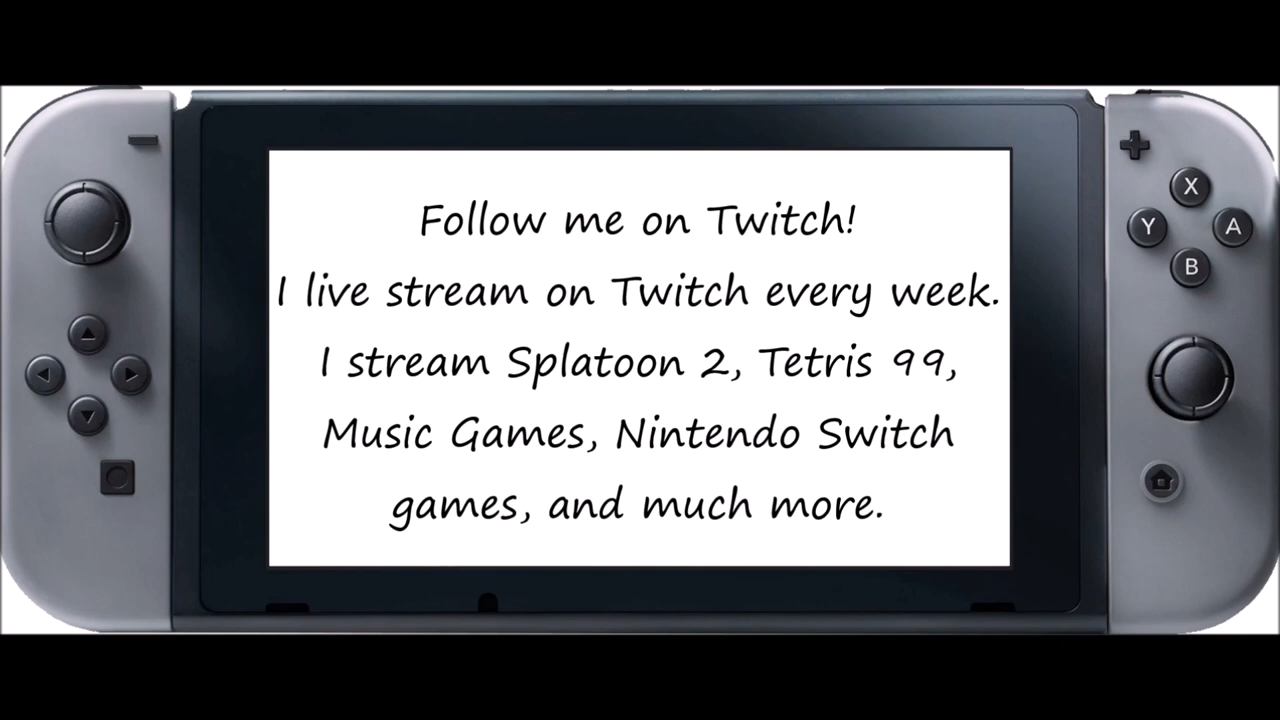 Follow me on Twitch!
I live stream on Twitch every week.
I stream Splatoon 2, Tetris 99,
Music Games, Nintendo Switch
games, and much more.
X
Y A
B